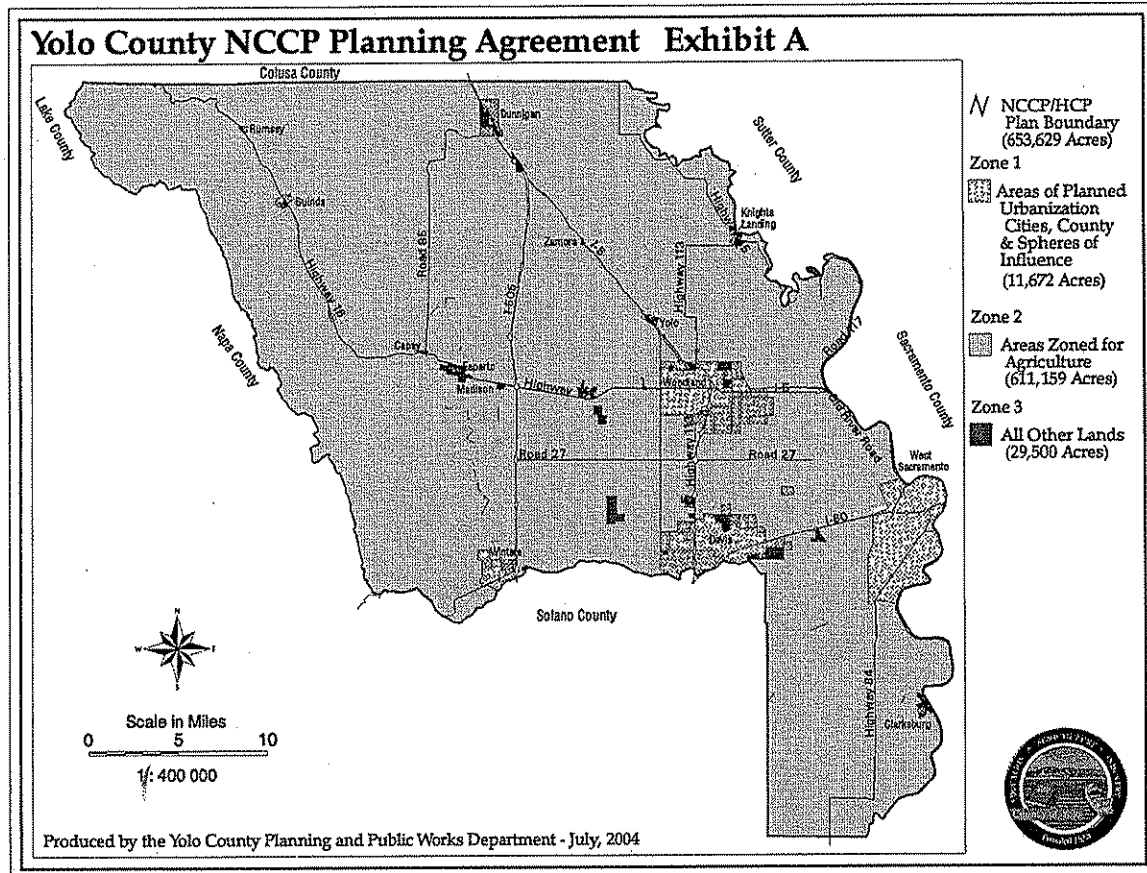 Yolo County NCCP Planning Agreement Exhibit A
Colusa County
Lake County
Rumsey
Dunnigan
Sutter County
Guinda
Knights
Landing
Zamora
I-5
Highway 113
Road 85
I-505
Highway 16
Yolo
Road 117
Napa County
Capay
Esparto
Madison
Highway
Woodland
I-5
Sacramento County
Old River Road
Highway 113
Road 27
Road 27
West
Sacramento
I-80
Davis
Winters
Solano County
Highway 84
Clarksburg
N
W
E
S
Scale in Miles
0 5 10
1: 400 000
NCCP/HCP
Plan Boundary
(653,629 Acres)
Zone 1
Areas of Planned
Urbanization
Cities, County
& Spheres of
Influence
(11,672 Acres)
Zone 2
Areas Zoned for
Agriculture
(611,159 Acres)
Zone 3
All Other Lands
(29,500 Acres)
Produced by the Yolo County Planning and Public Works Department - July, 2004